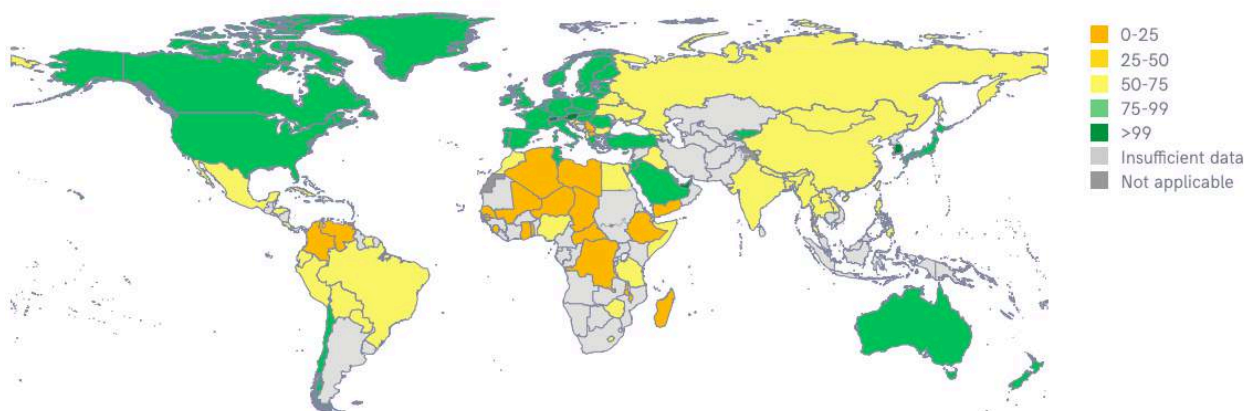 0-25
25-50
50-75
75-99
>99
Insufficient data
Not applicable